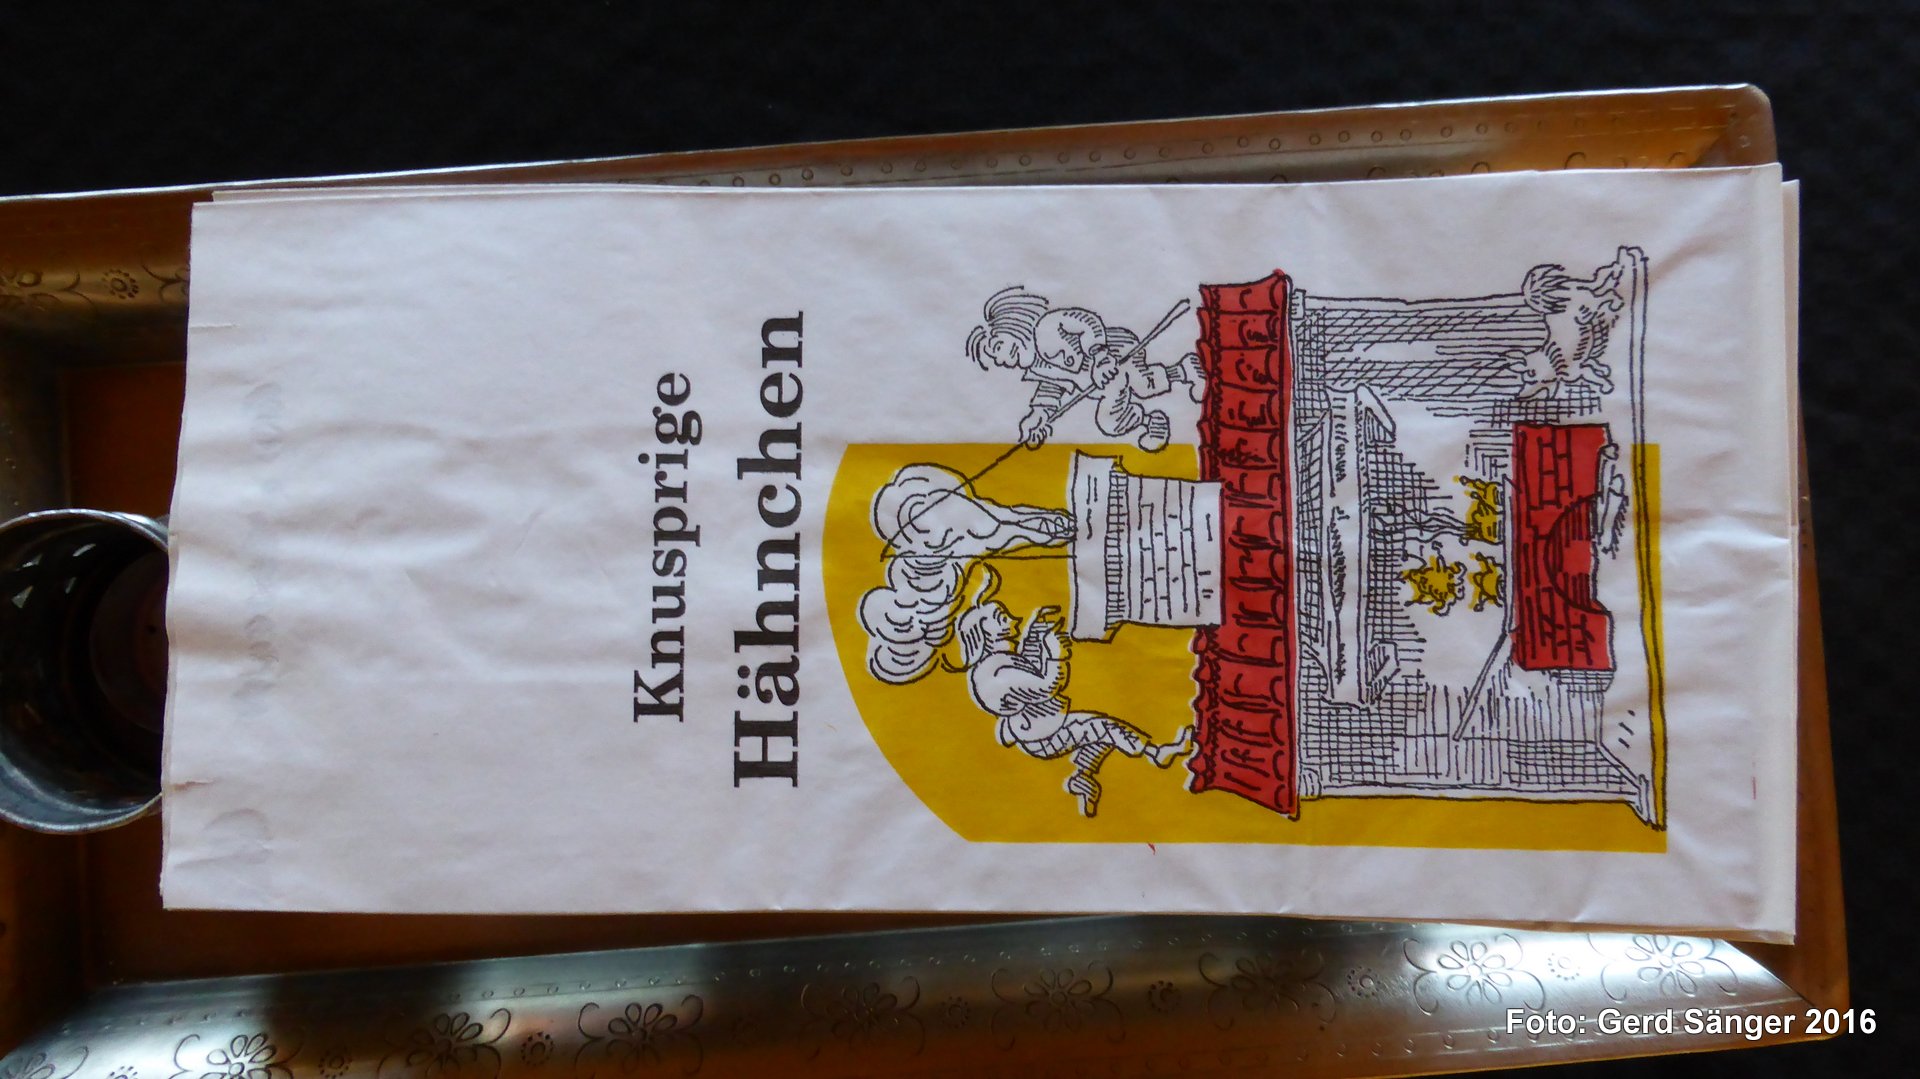 Knusprige
Hähnchen
Foto: Gerd Sänger 2016